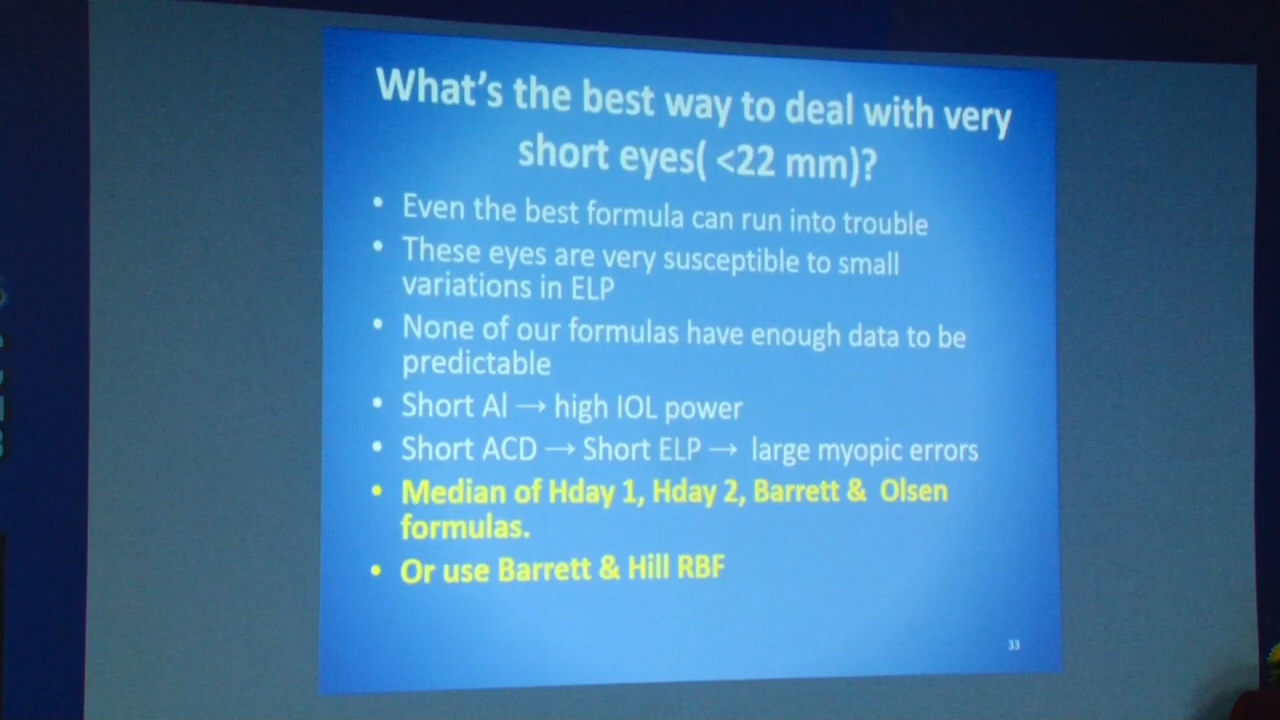 What's the best way to deal with very
short eyes( <22 mm)?
• Even the best formula can run into trouble
• These eyes are very susceptible to small
variations in ELP
• None of our formulas have enough data to be
predictable
• Short Al → high IOL power
• Short ACD → Short ELP → large myopic errors
• Median of Hday 1, Hday 2, Barrett & Olsen
formulas.
• Or use Barrett & Hill RBF
33